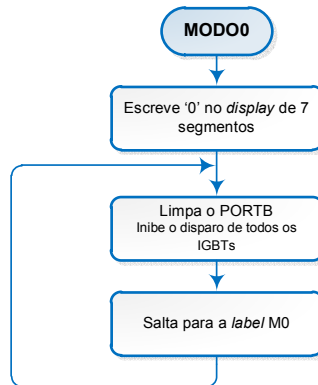 MODO0
Escreve ‘0’ no display de 7
segmentos
Limpa o PORTB
Inibe o disparo de todos os
IGBTs
Salta para a label M0